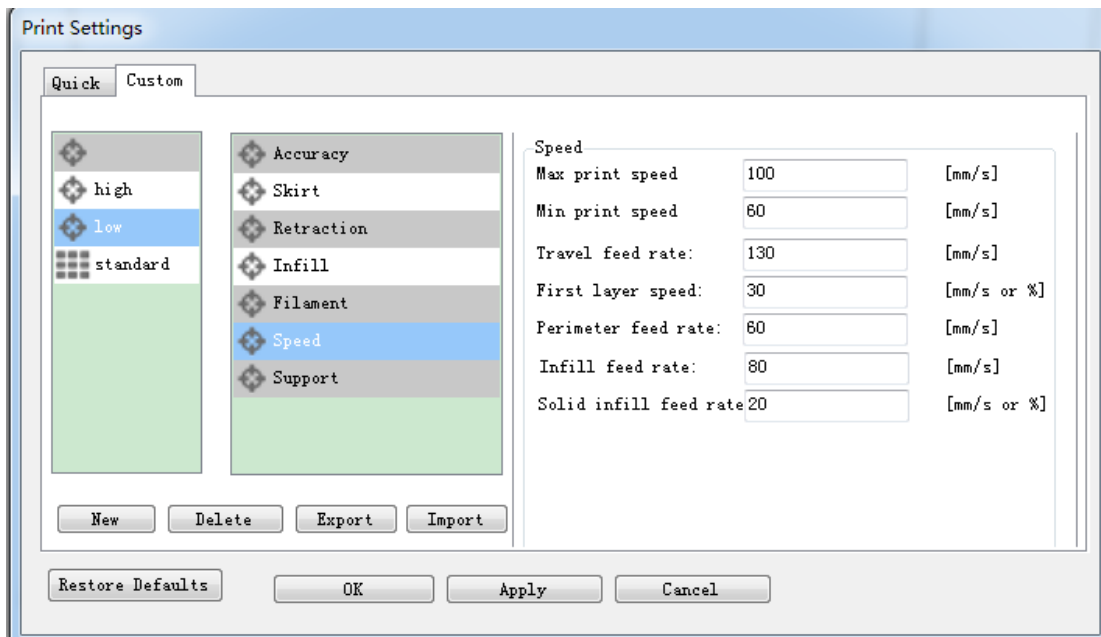 Print Settings
Quick
Custom
high
low
standard
Accuracy
Skirt
Retraction
Infill
Filament
Speed
Support
Speed
Max print speed 100 [mm/s]
Min print speed 60 [mm/s]
Travel feed rate: 130 [mm/s]
First layer speed: 30 [mm/s or %]
Perimeter feed rate: 60 [mm/s]
Infill feed rate: 80 [mm/s]
Solid infill feed rate 20 [mm/s or %]
New
Delete
Export
Import
Restore Defaults
OK
Apply
Cancel